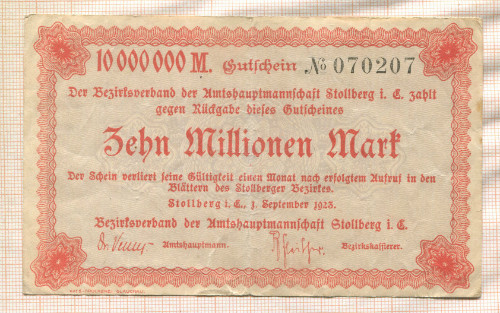 10 000 000 M. Gutschein № 070207
Der Bezirksverband der Amtshauptmannschaft Stollberg i. E. zahlt
gegen Rückgabe dieses Gutscheines
Zehn Millionen Mark
Der Schein verliert seine Gültigkeit einen Monat nach erfolgtem Aufruf in den
Blättern des Stollberger Bezirkes.
Stollberg i. E., 1. September 1923.
Bezirksverband der Amtshauptmannschaft Stollberg i. E.
Amtshauptmann. Bezirkskassierer.